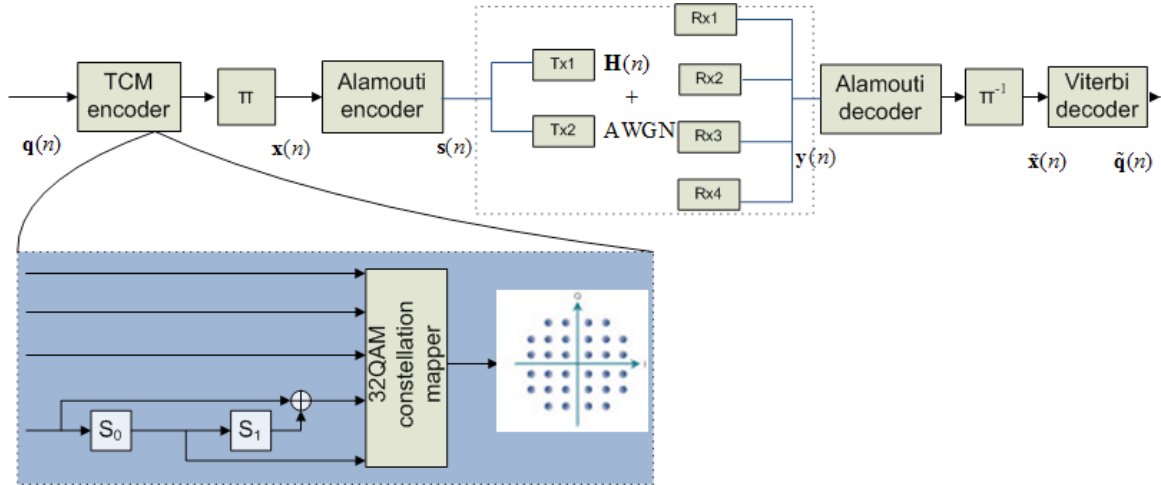 TCM
encoder
π
Alamouti
encoder
Tx1
Tx2
H(n)
+
AWGN
Rx1
Rx2
Rx3
Rx4
Alamouti
decoder
π⁻¹
Viterbi
decoder
q(n)
x(n)
s(n)
y(n)
x̃(n)
q̃(n)
32QAM
constellation
mapper
S₀
S₁
Q
I